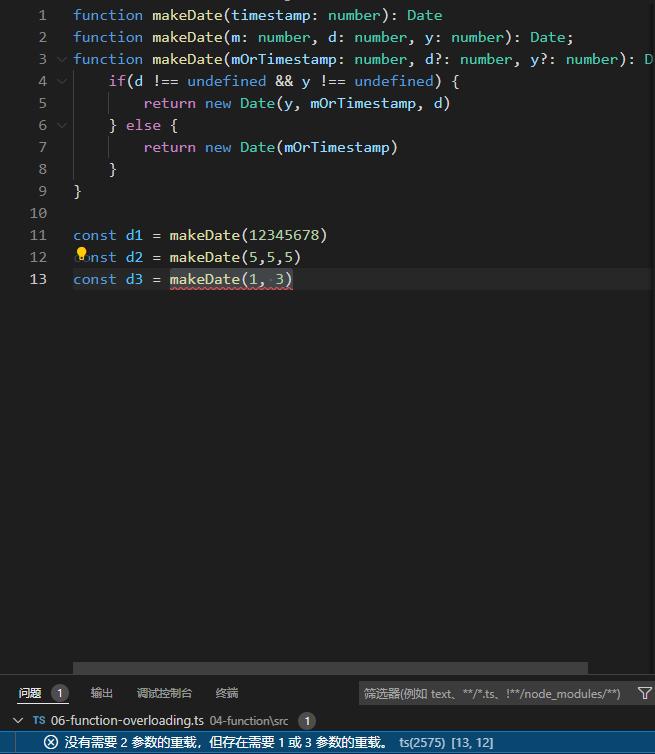 1 function makeDate(timestamp: number): Date
2 function makeDate(m: number, d: number, y: number): Date;
3 function makeDate(mOrTimestamp: number, d?: number, y?: number): D
4 if(d !== undefined && y !== undefined) {
5 return new Date(y, mOrTimestamp, d)
6 } else {
7 return new Date(mOrTimestamp)
8 }
9 }
10
11 const d1 = makeDate(12345678)
12 const d2 = makeDate(5,5,5)
13 const d3 = makeDate(1, 3)
问题 1 输出 调试控制台 终端 筛选器(例如 text、**/*.ts、!**/node_modules/**)
TS 06-function-overloading.ts 04-function\src 1
没有需要 2 参数的重载，但存在需要 1 或 3 参数的重载。 ts(2575) [13, 12]